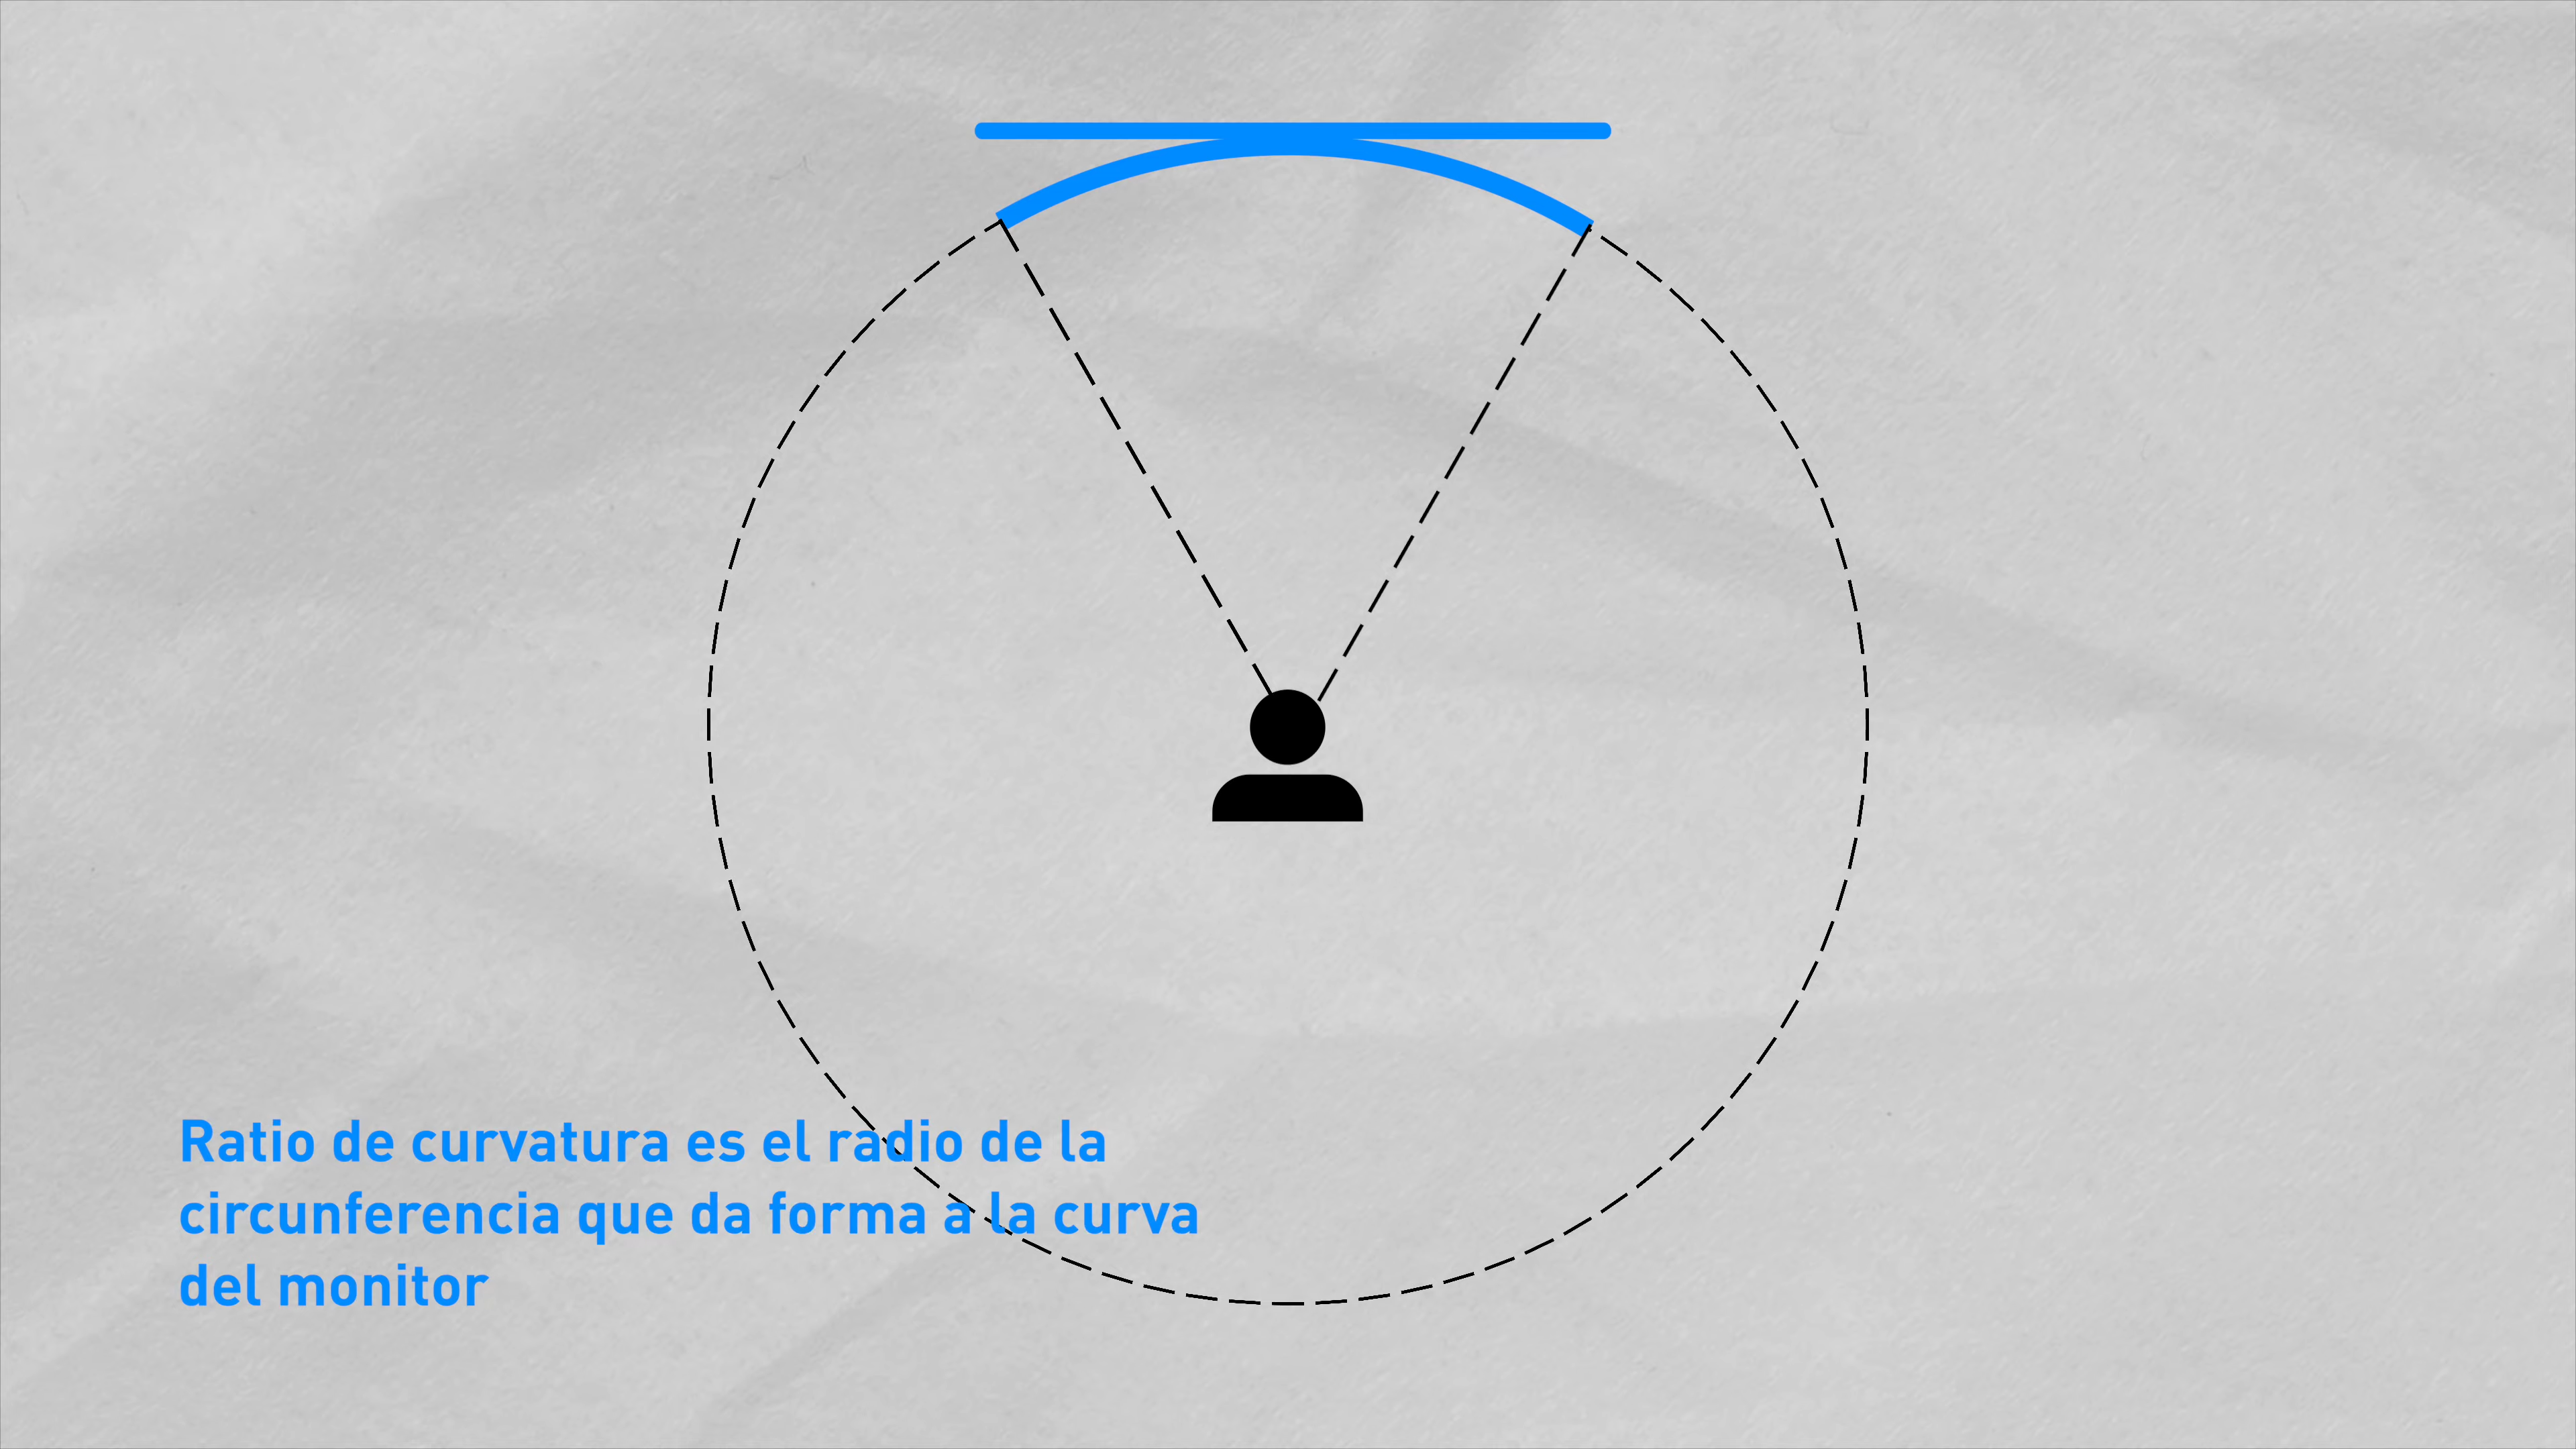 Ratio de curvatura es el radio de la
circunferencia que da forma a la curva
del monitor